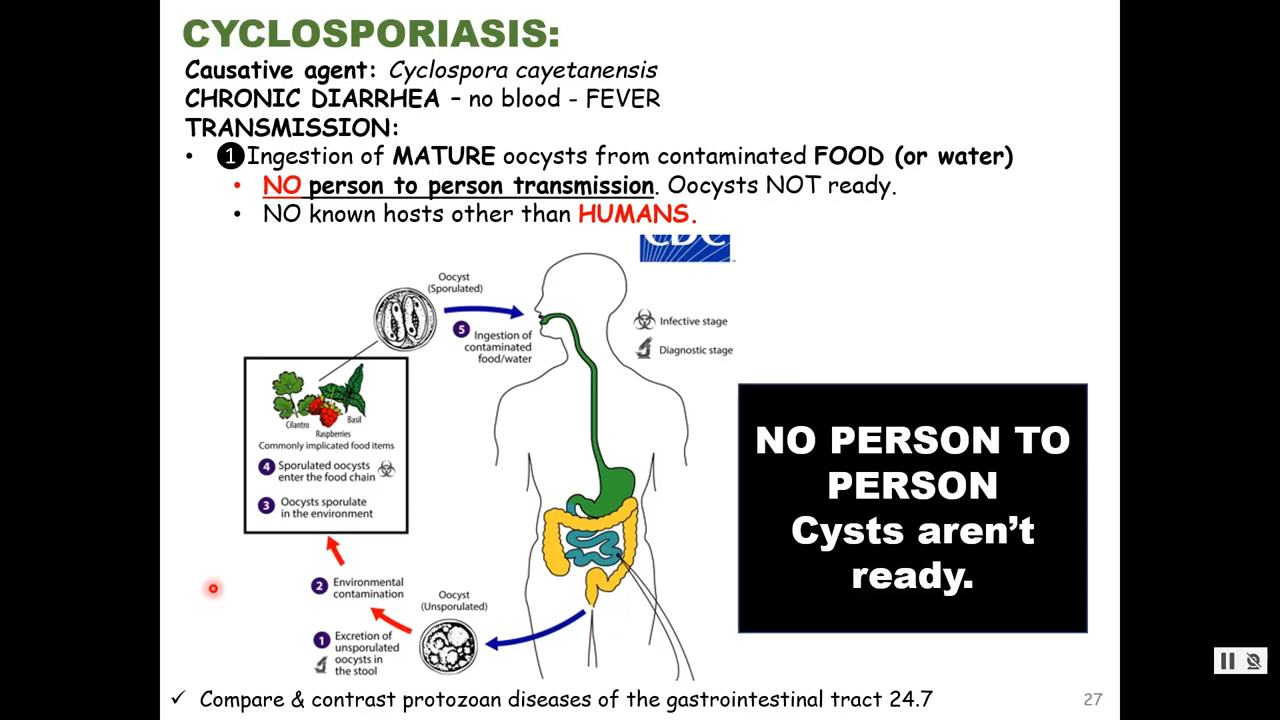 CYCLOSPORIASIS:
Causative agent: Cyclospora cayetanensis
CHRONIC DIARRHEA – no blood - FEVER
TRANSMISSION:
• ❶Ingestion of MATURE oocysts from contaminated FOOD (or water)
• NO person to person transmission. Oocysts NOT ready.
• NO known hosts other than HUMANS.
CDC
Oocyst
(Sporulated)
5 Ingestion of
contaminated
food/water
Infective stage
Diagnostic stage
Cilantro
Raspberries
Basil
Commonly implicated food items
4 Sporulated oocysts
enter the food chain
3 Oocysts sporulate
in the environment
NO PERSON TO
PERSON
Cysts aren’t
ready.
2 Environmental
contamination
Oocyst
(Unsporulated)
1 Excretion of
unsporulated
oocysts in
the stool
✓ Compare & contrast protozoan diseases of the gastrointestinal tract 24.7
27